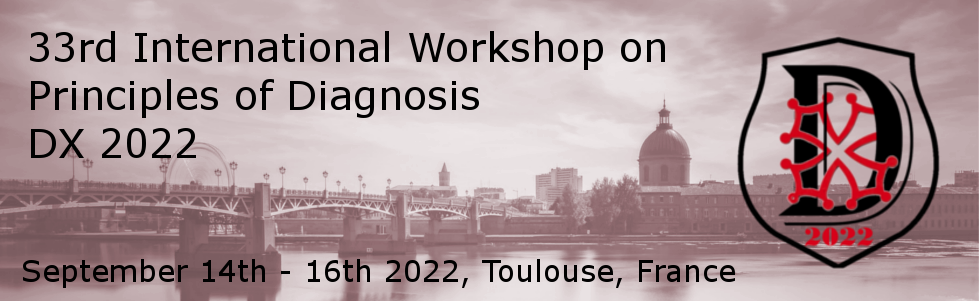 33rd International Workshop on
Principles of Diagnosis
DX 2022
September 14th - 16th 2022, Toulouse, France
D
2022